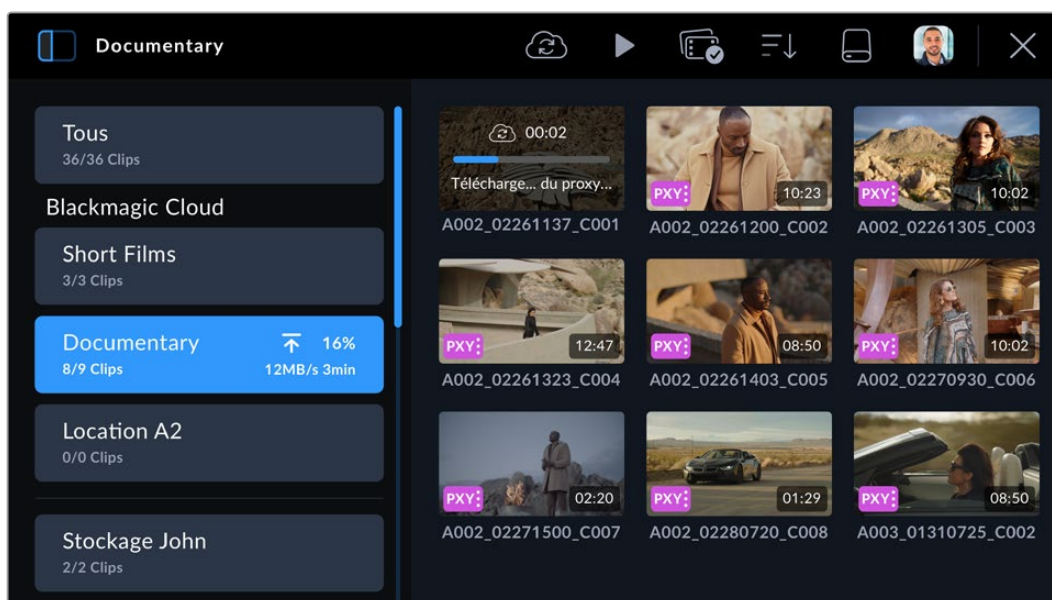 Documentary
Tous
36/36 Clips
Blackmagic Cloud
Short Films
3/3 Clips
Documentary 16%
8/9 Clips 12MB/s 3min
Location A2
0/0 Clips
Stockage John
2/2 Clips
00:02
Télécharge... du proxy...
A002_02261137_C001
PXY 10:23
A002_02261200_C002
PXY 10:02
A002_02261305_C003
PXY 12:47
A002_02261323_C004
PXY 08:50
A002_02261403_C005
PXY 10:02
A002_02270930_C006
PXY 02:20
A002_02271500_C007
PXY 01:29
A002_02280720_C008
PXY 08:50
A003_01310725_C002